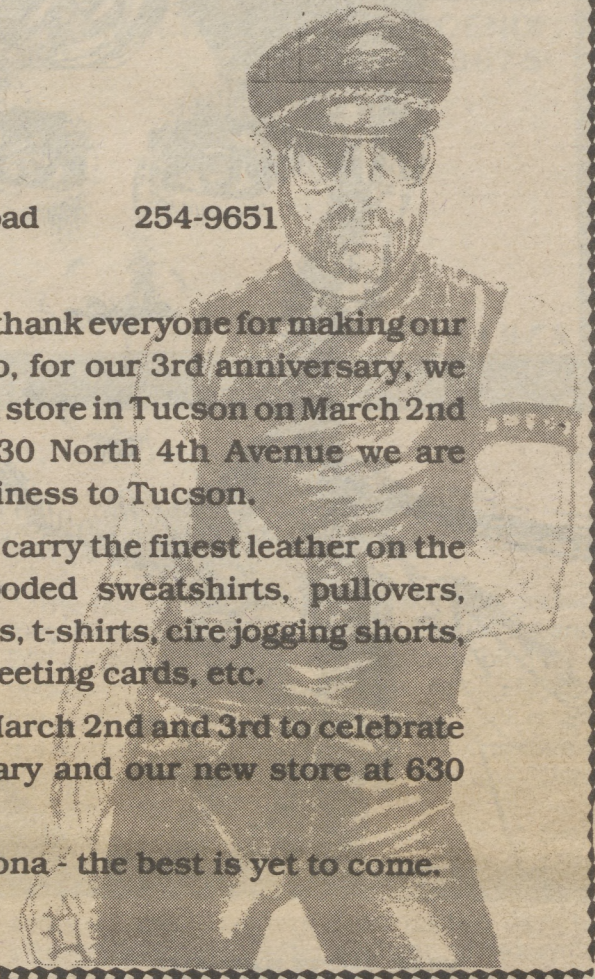 oad 254-9651
thank everyone for making our
o, for our 3rd anniversary, we
store in Tucson on March 2nd
30 North 4th Avenue we are
iness to Tucson.
carry the finest leather on the
oded sweatshirts, pullovers,
s, t-shirts, cire jogging shorts,
eeting cards, etc.
March 2nd and 3rd to celebrate
ary and our new store at 630
ona - the best is yet to come.